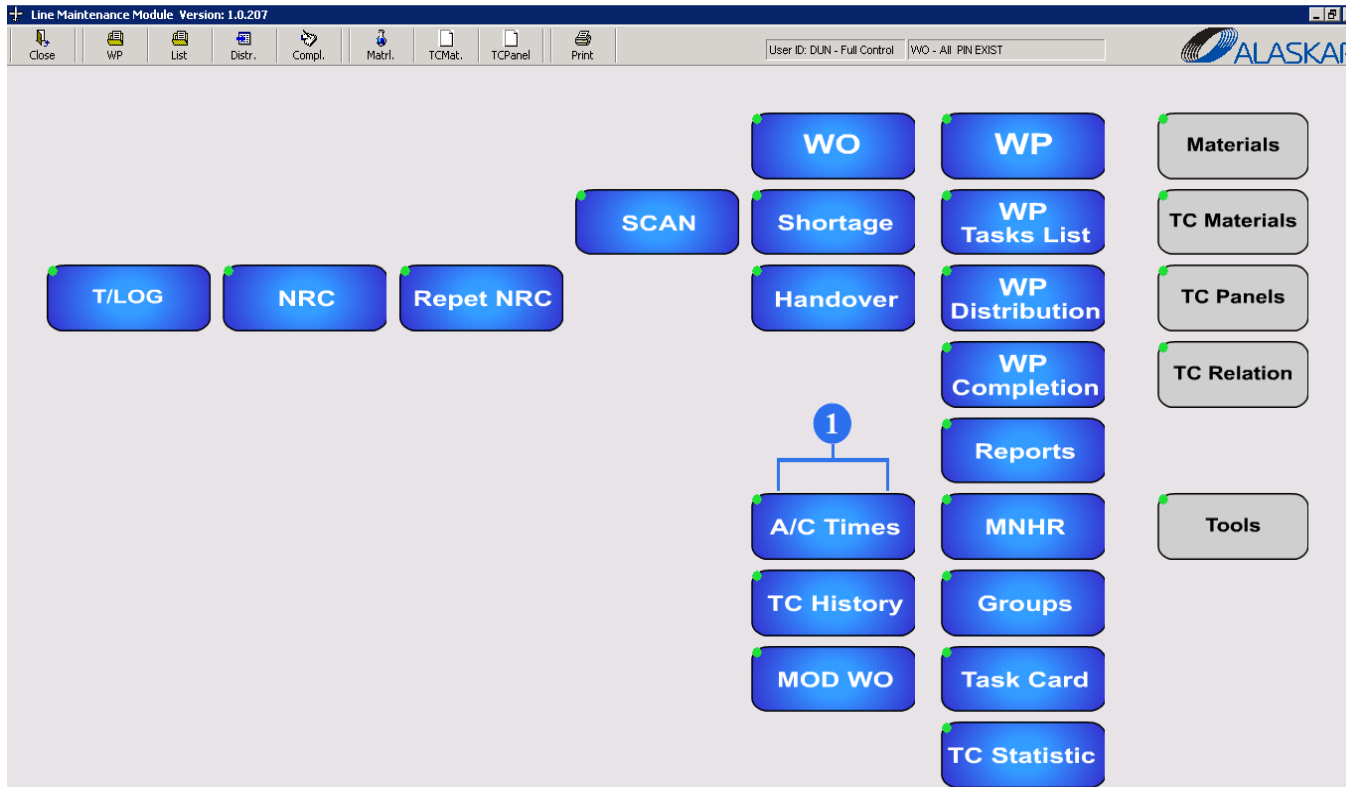 Line Maintenance Module Version: 1.0.207
Close
WP
List
Distr.
Compl.
Matrl.
TCMat.
TCPanel
Print
User ID: DUN - Full Control
WO - All PIN EXIST
ALASKAR
WO
WP
Materials
SCAN
Shortage
WP
Tasks List
TC Materials
T/LOG
NRC
Repet NRC
Handover
WP
Distribution
TC Panels
WP
Completion
TC Relation
1
Reports
A/C Times
MNHR
Tools
TC History
Groups
MOD WO
Task Card
TC Statistic